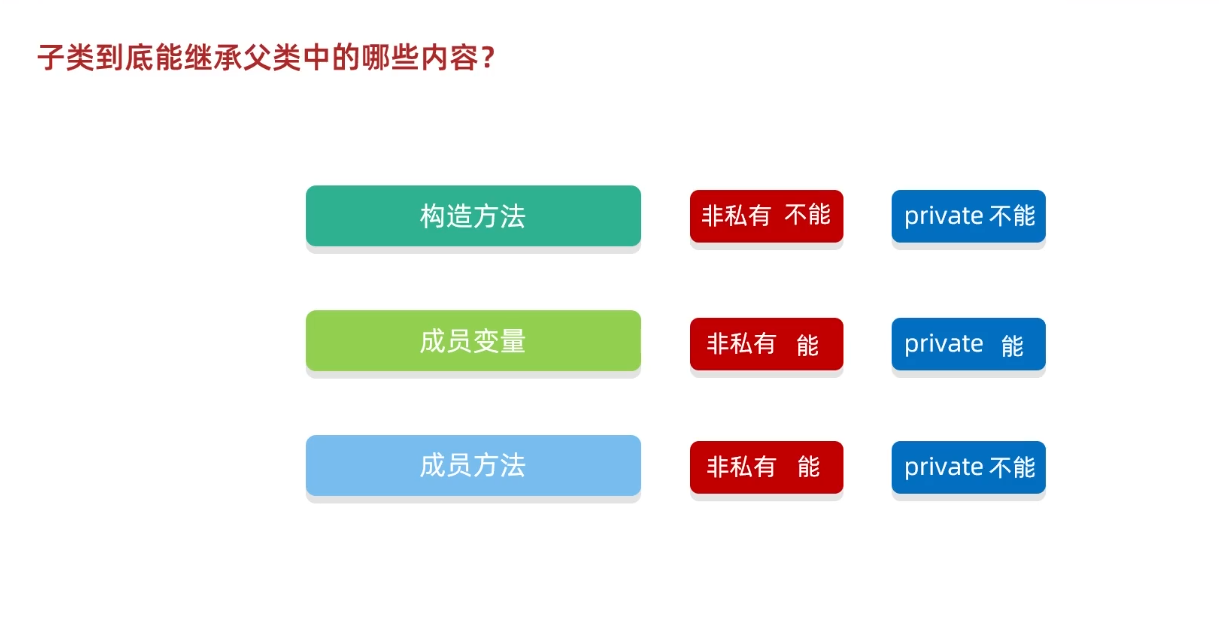 子类到底能继承父类中的哪些内容？
构造方法 非私有 不能 private 不能
成员变量 非私有 能 private 能
成员方法 非私有 能 private 不能